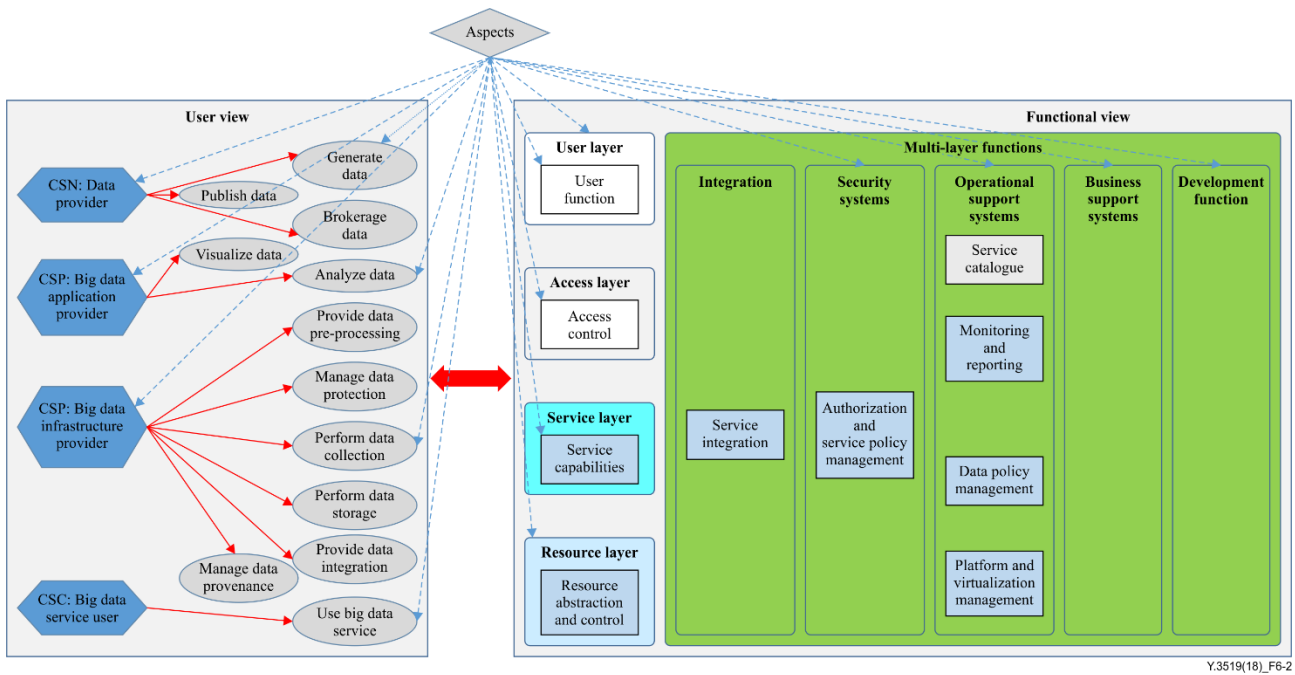 Aspects
User view
CSN: Data
provider
Generate
data
Publish data
Brokerage
data
Visualize data
CSP: Big data
application
provider
Analyze data
Provide data
pre-processing
Manage data
protection
CSP: Big data
infrastructure
provider
Perform data
collection
Perform data
storage
Provide data
integration
Manage data
provenance
CSC: Big data
service user
Use big data
service
Functional view
User layer
User
function
Access layer
Access
control
Service layer
Service
capabilities
Resource layer
Resource
abstraction
and control
Multi-layer functions
Integration
Service
integration
Security
systems
Authorization
and
service policy
management
Operational
support
systems
Service
catalogue
Monitoring
and
reporting
Data policy
management
Platform and
virtualization
management
Business
support
systems
Development
function
Y.3519(18)_F6-2